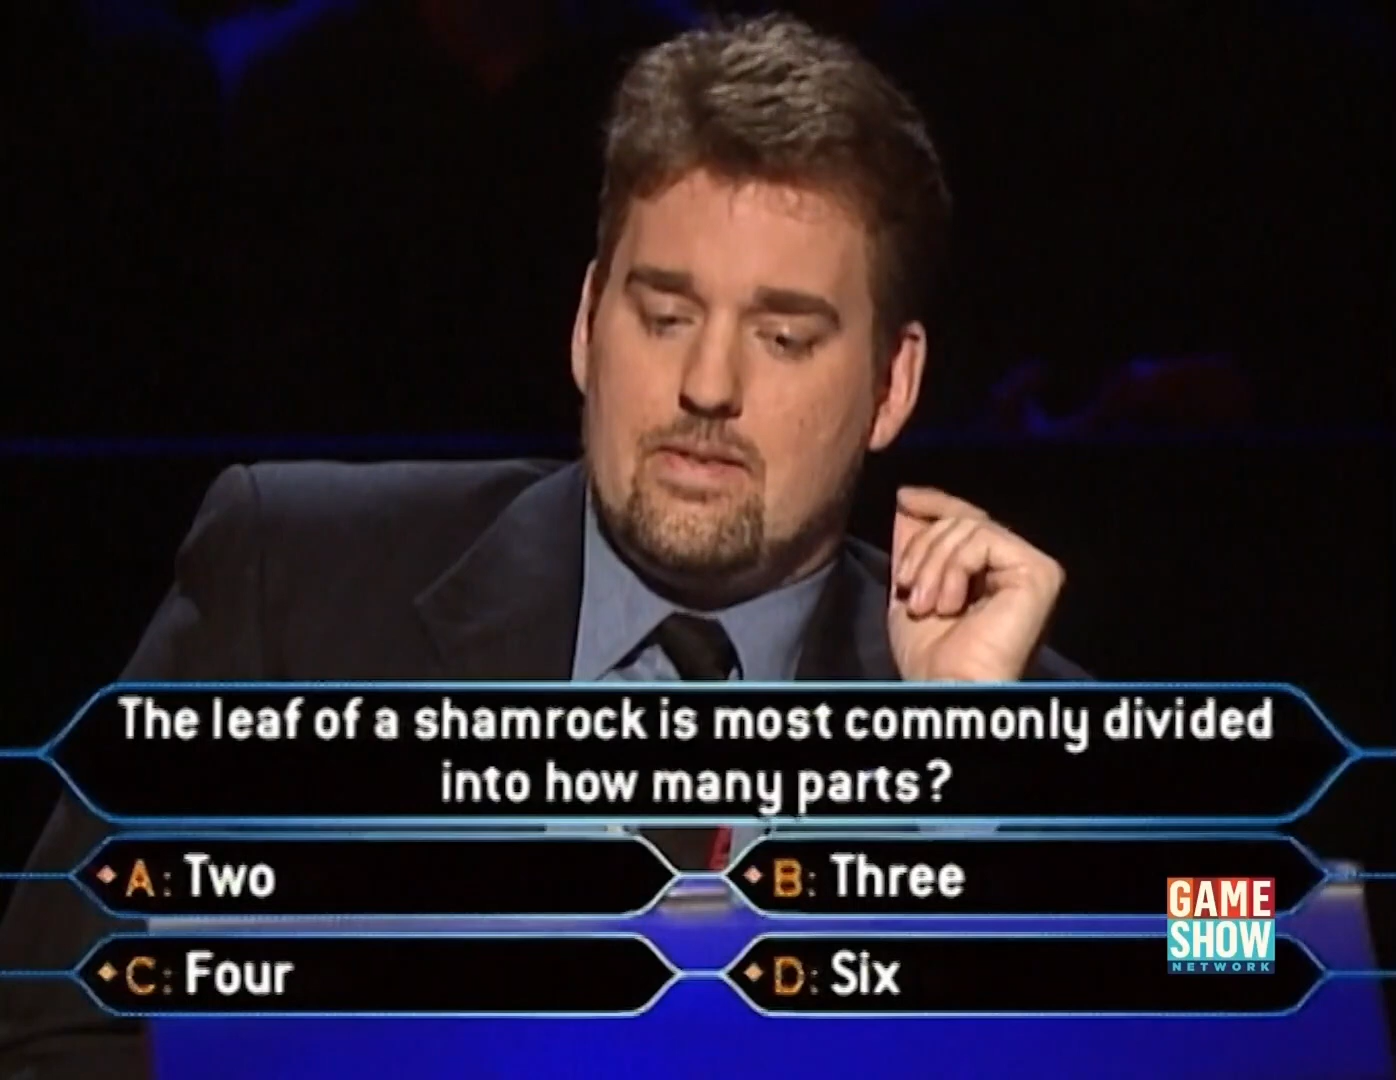 The leaf of a shamrock is most commonly divided
into how many parts?
A: Two
B: Three
C: Four
D: Six
GAME
SHOW
NETWORK